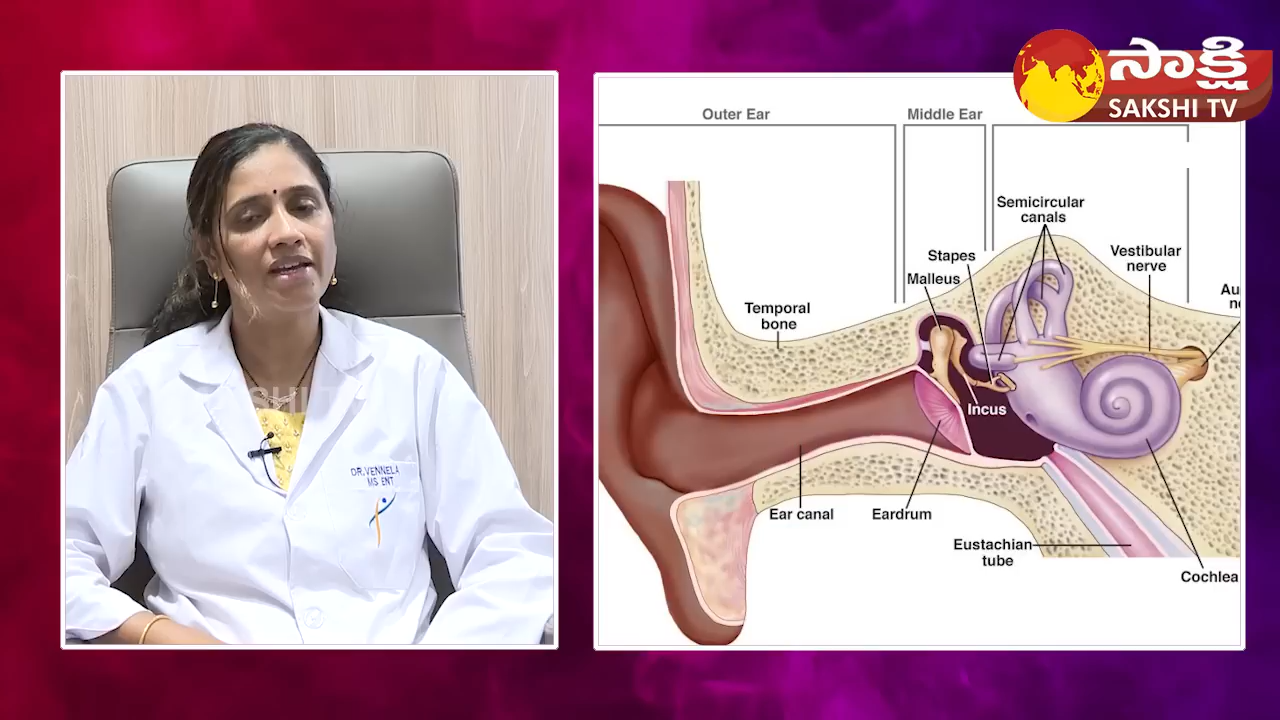 సాక్షి
SAKSHI TV
DR.VENNELA
MS ENT
Outer Ear
Middle Ear
Semicircular
canals
Vestibular
nerve
Stapes
Malleus
Temporal
bone
Incus
Ear canal
Eardrum
Eustachian
tube
Cochlea